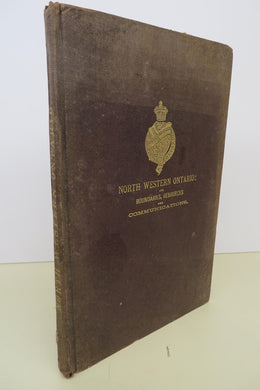 NORTH WESTERN ONTARIO:
ITS
BOUNDARIES, RESOURCES
AND
COMMUNICATIONS.